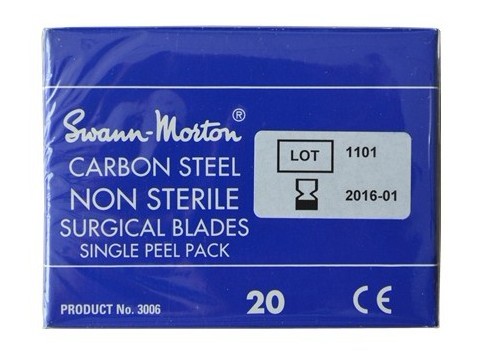 Swann-Morton®
CARBON STEEL
NON STERILE
SURGICAL BLADES
SINGLE PEEL PACK
LOT 1101
2016-01
PRODUCT No. 3006 20 CE